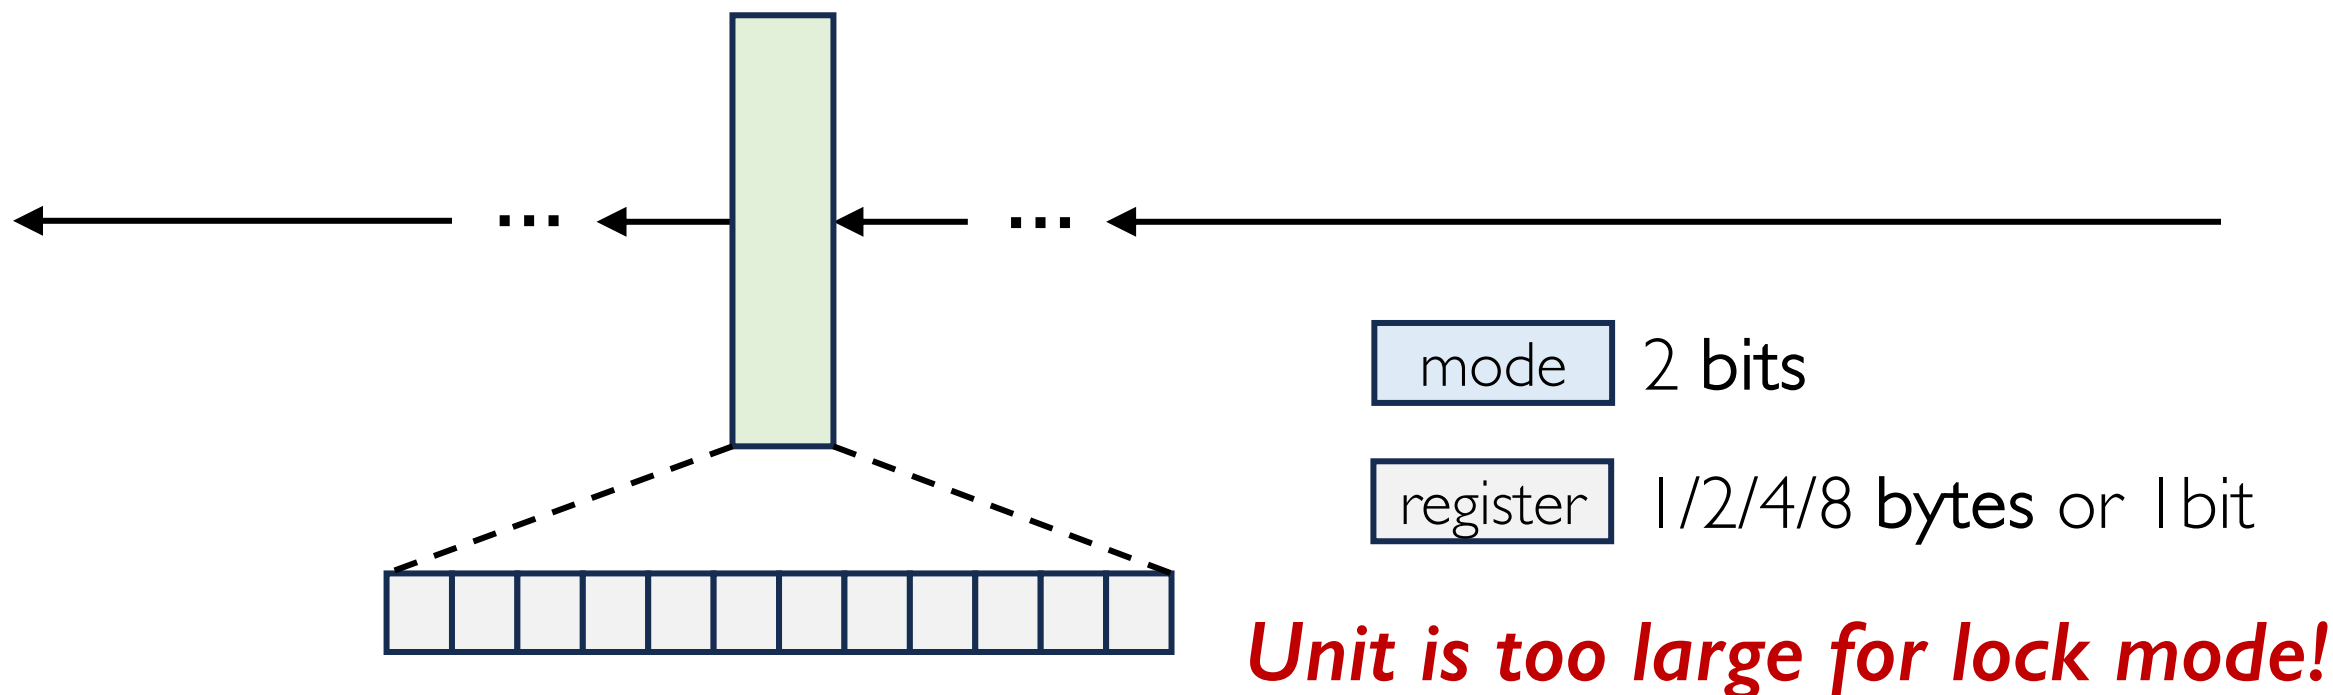 ... ...
mode 2 bits
register 1/2/4/8 bytes or 1bit
Unit is too large for lock mode!